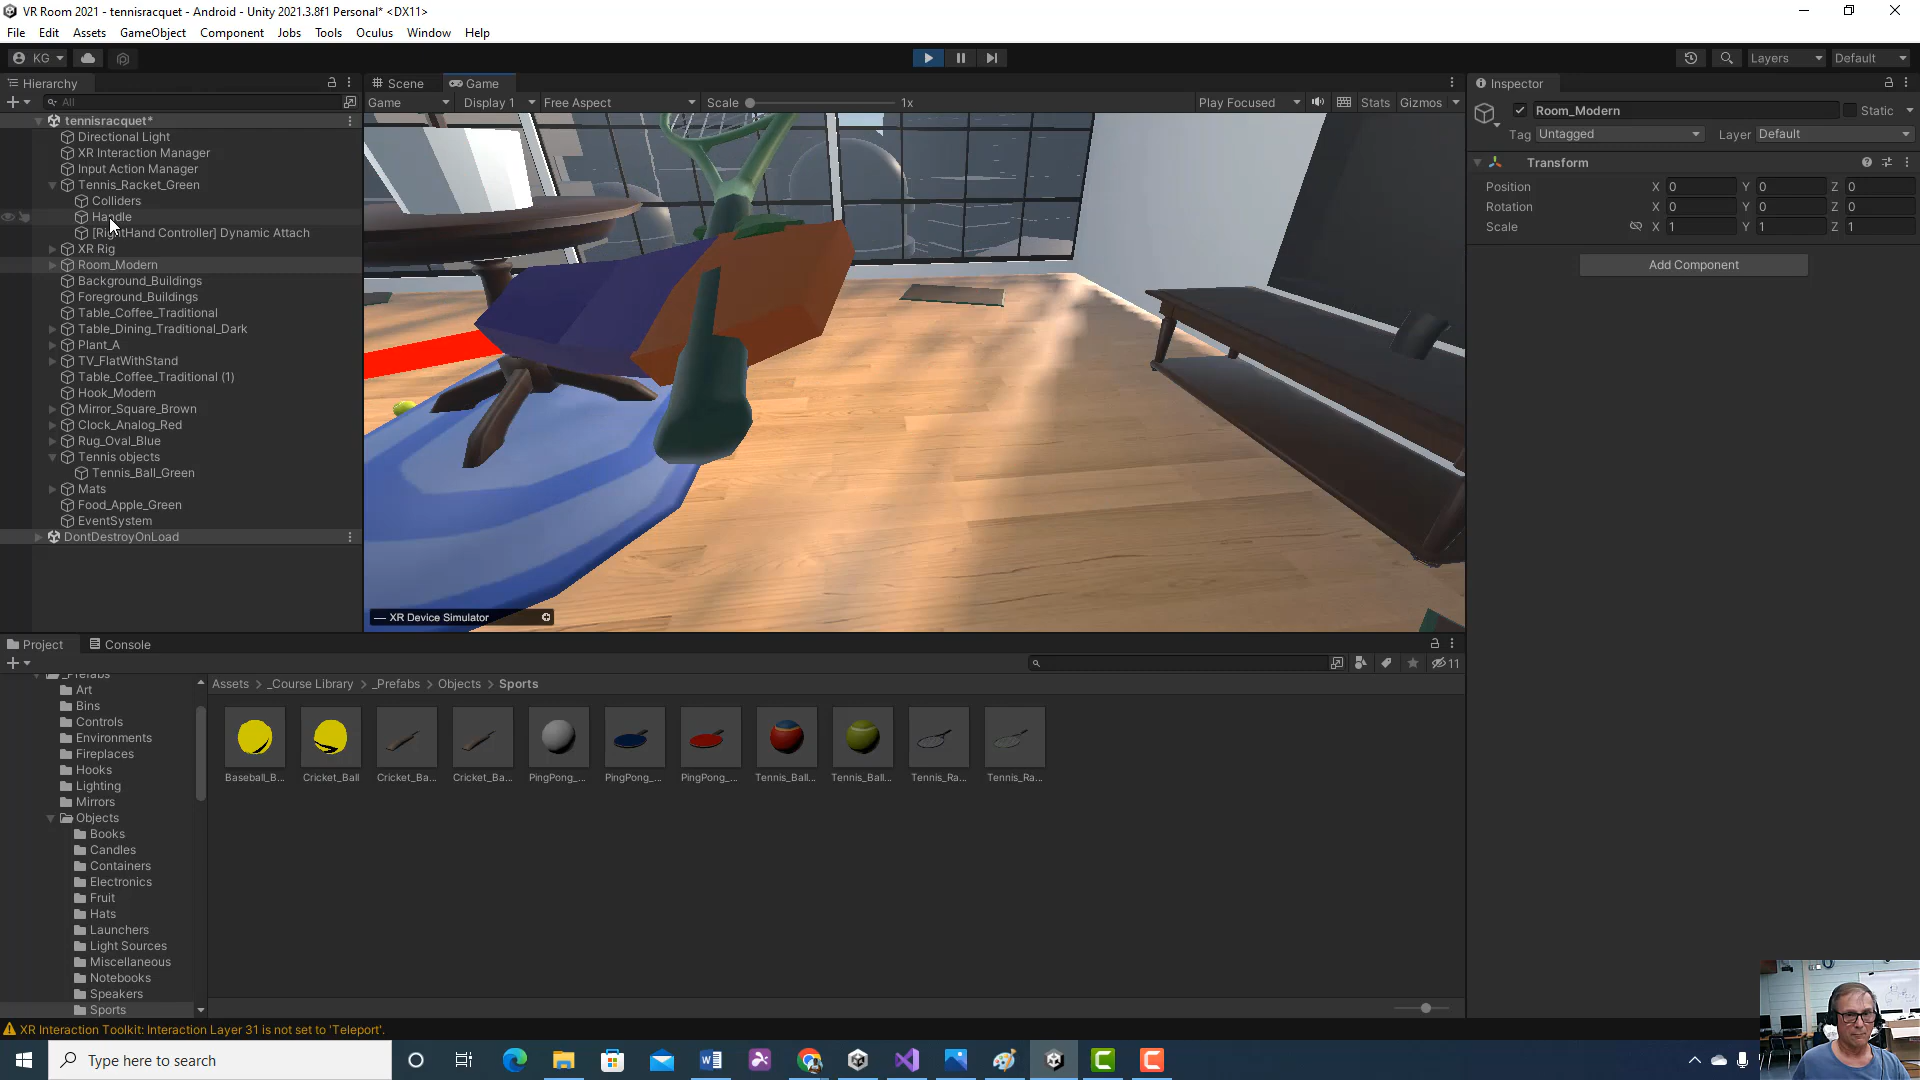 VR Room 2021 - tennisracquet - Android - Unity 2021.3.8f1 Personal* <DX11>
File Edit Assets GameObject Component Jobs Tools Oculus Window Help
KG Layers Default
Hierarchy Scene Game Inspector
All Game Display 1 Free Aspect Scale 1x Play Focused Stats Gizmos
Room_Modern Static
Tag Untagged Layer Default
tennisracquet*
Directional Light
XR Interaction Manager
Input Action Manager
Tennis_Racket_Green
Colliders
Handle
[RightHand Controller] Dynamic Attach
XR Rig
Room_Modern
Background_Buildings
Foreground_Buildings
Table_Coffee_Traditional
Table_Dining_Traditional_Dark
Plant_A
TV_FlatWithStand
Table_Coffee_Traditional (1)
Hook_Modern
Mirror_Square_Brown
Clock_Analog_Red
Rug_Oval_Blue
Tennis objects
Tennis_Ball_Green
Mats
Food_Apple_Green
EventSystem
DontDestroyOnLoad
XR Device Simulator
Transform
Position X 0 Y 0 Z 0
Rotation X 0 Y 0 Z 0
Scale X 1 Y 1 Z 1
Add Component
Project Console
11
_Prefabs
Art
Bins
Controls
Environments
Fireplaces
Hooks
Lighting
Mirrors
Objects
Books
Candles
Containers
Electronics
Fruit
Hats
Launchers
Light Sources
Miscellaneous
Notebooks
Speakers
Sports
Assets > _Course Library > _Prefabs > Objects > Sports
Baseball_B... Cricket_Ball Cricket_Ba... Cricket_Ba... PingPong_... PingPong_... PingPong_... Tennis_Ball... Tennis_Ball... Tennis_Ra... Tennis_Ra...
XR Interaction Toolkit: Interaction Layer 31 is not set to 'Teleport'.
Type here to search